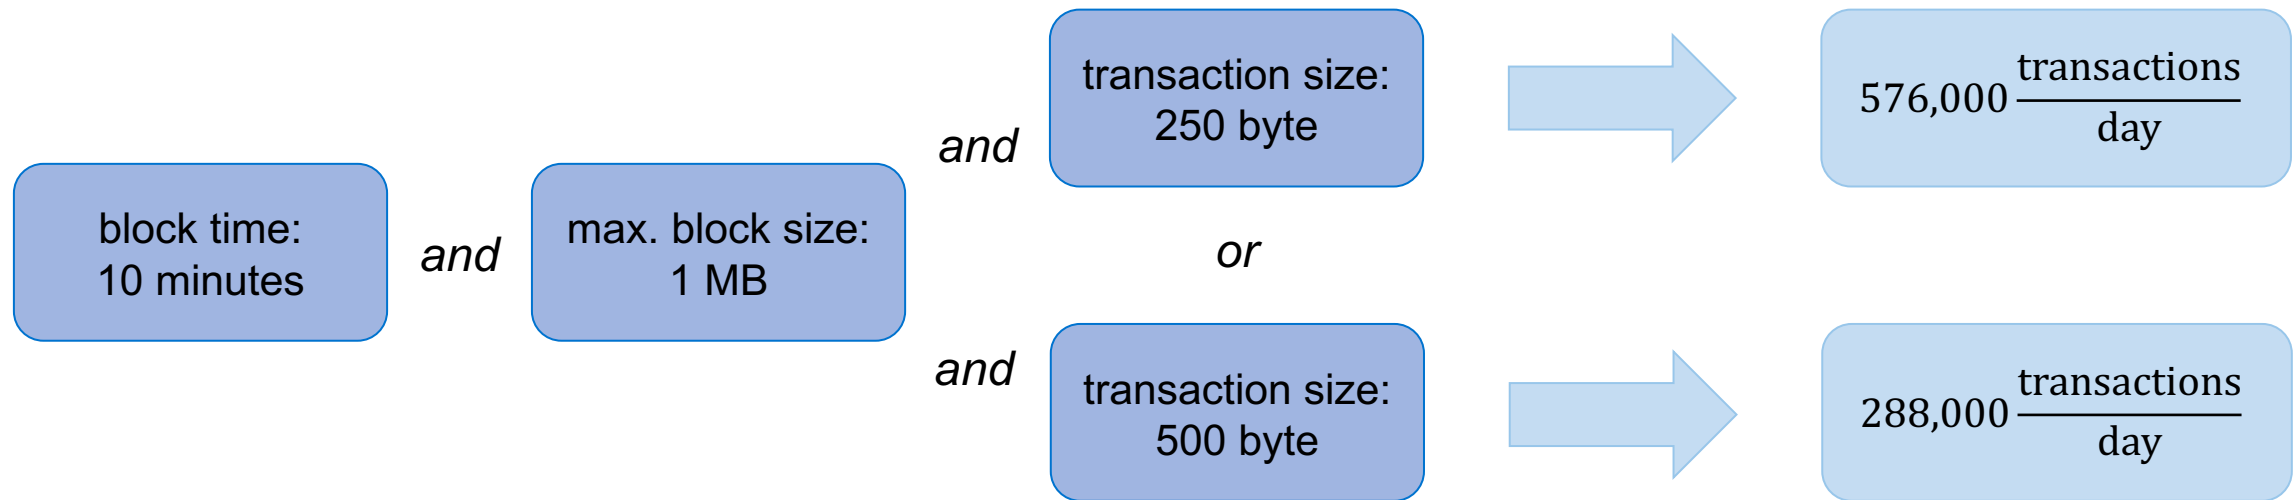 block time:
10 minutes
and
max. block size:
1 MB
and
transaction size:
250 byte
576,000 transactions
day
or
and
transaction size:
500 byte
288,000 transactions
day